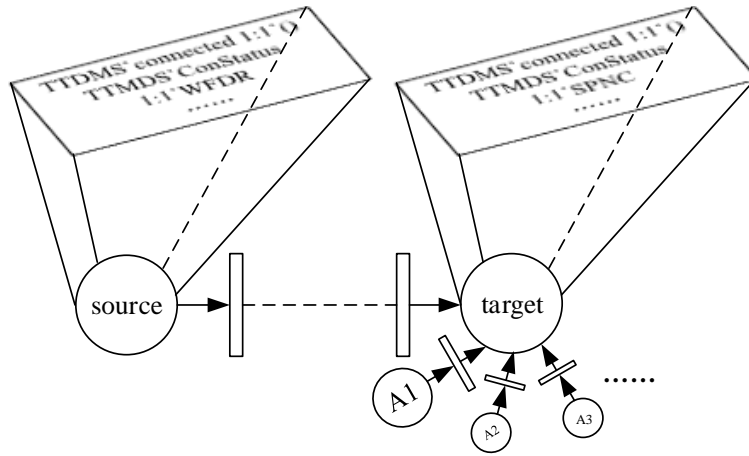 TTDMS' connected 1:1`()
TTMDS' ConStatus
1:1`WFDR
......
TTDMS' connected 1:1`()
TTMDS' ConStatus
1:1`SPNC
......
source
target
A1
A2
A3
......